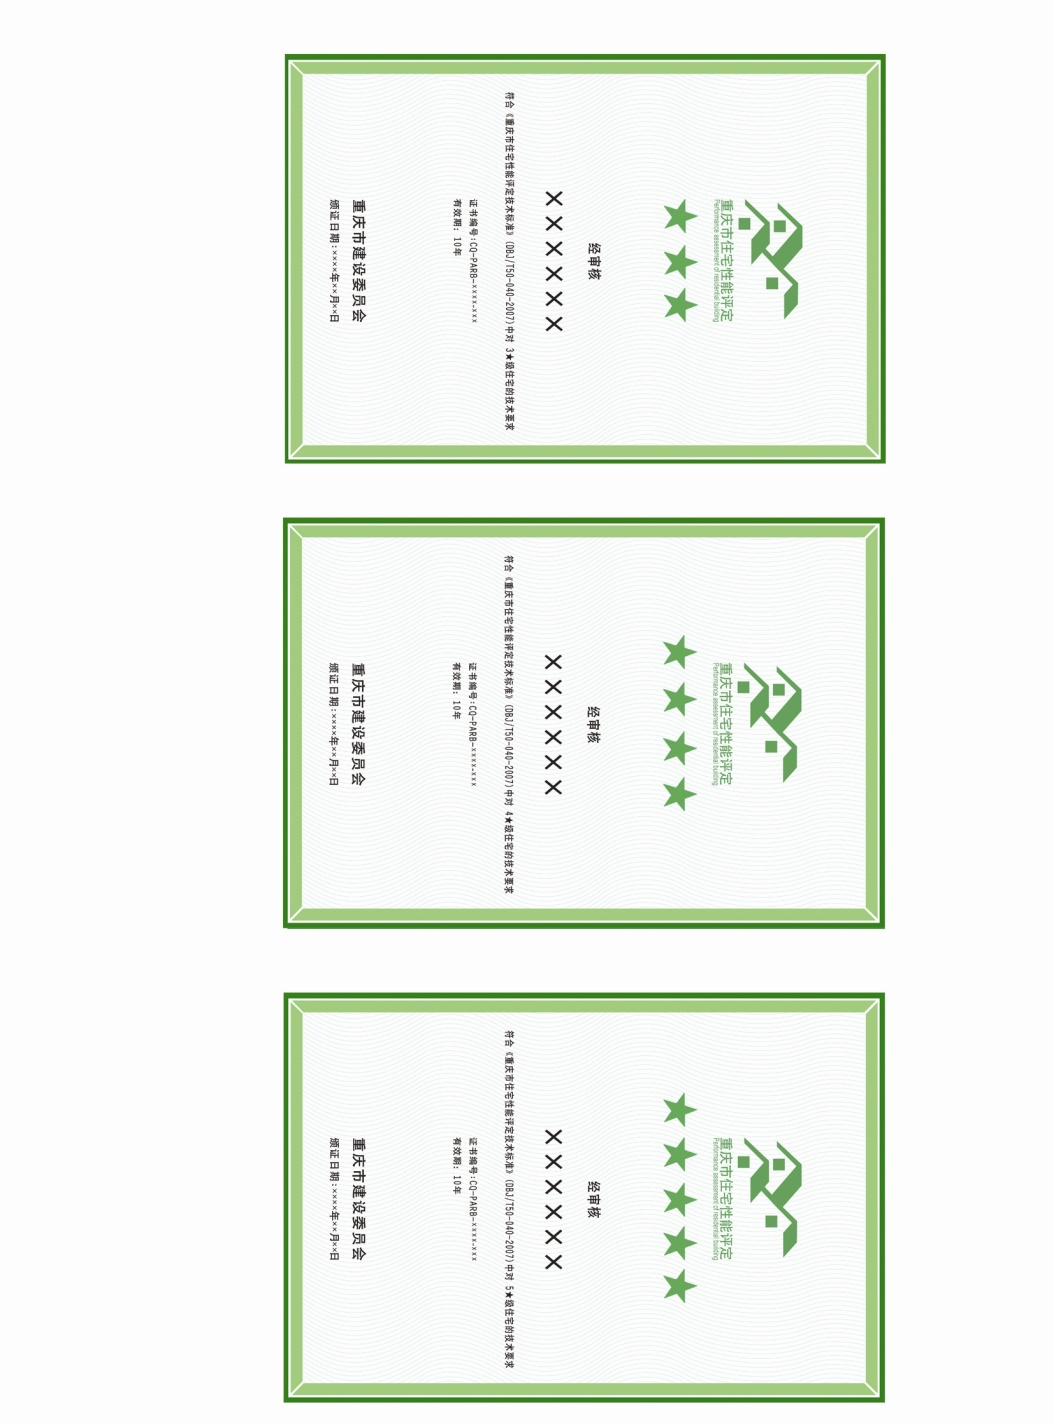 重庆市住宅性能评定
Performance assessment of residential building
经审核
××××××
符合《重庆市住宅性能评定技术标准》(DBJ/T50-040-2007)中对 3★级住宅的技术要求
证书编号:CQ-PARB-××××-×××
有效期: 10年
重庆市建设委员会
颁证日期:××××年××月××日
重庆市住宅性能评定
Performance assessment of residential building
经审核
××××××
符合《重庆市住宅性能评定技术标准》(DBJ/T50-040-2007)中对 4★级住宅的技术要求
证书编号:CQ-PARB-××××-×××
有效期: 10年
重庆市建设委员会
颁证日期:××××年××月××日
重庆市住宅性能评定
Performance assessment of residential building
经审核
××××××
符合《重庆市住宅性能评定技术标准》(DBJ/T50-040-2007)中对 5★级住宅的技术要求
证书编号:CQ-PARB-××××-×××
有效期: 10年
重庆市建设委员会
颁证日期:××××年××月××日